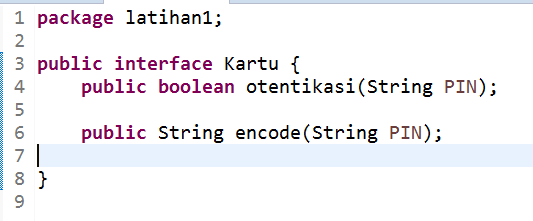 1 package latihan1;
2
3 public interface Kartu {
4     public boolean otentikasi(String PIN);
5
6     public String encode(String PIN);
7
8 }
9